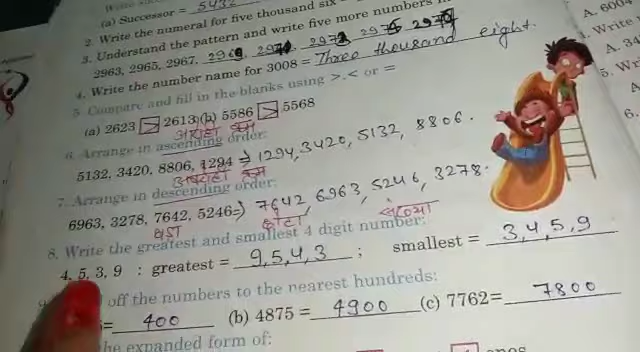 (a) Successor = 5432
2. Write the numeral for five thousand six
3. Understand the pattern and write five more numbers
2963, 2965, 2967, 2969, 2971, 2973, 2975, 2977
4. Write the number name for 3008 = Three thousand eight.
5. Compare and fill in the blanks using >.< or =
(a) 2623 > 2613 (b) 5586 > 5568
6. Arrange in ascending order:
5132, 3420, 8806, 1294 ⇒ 1294, 3420, 5132, 8806.
7. Arrange in descending order:
6963, 3278, 7642, 5246 ⇒ 7642, 6963, 5246, 3278.
छोटा संख्या
8. Write the greatest and smallest 4 digit number:
4, 5, 3, 9 : greatest = 9,5,4,3 ; smallest = 3,4,5,9
off the numbers to the nearest hundreds:
= 400 (b) 4875 = 4900 (c) 7762 = 7800
the expanded form of:
A. 6004
Write
A.
5. Wr
A
6.